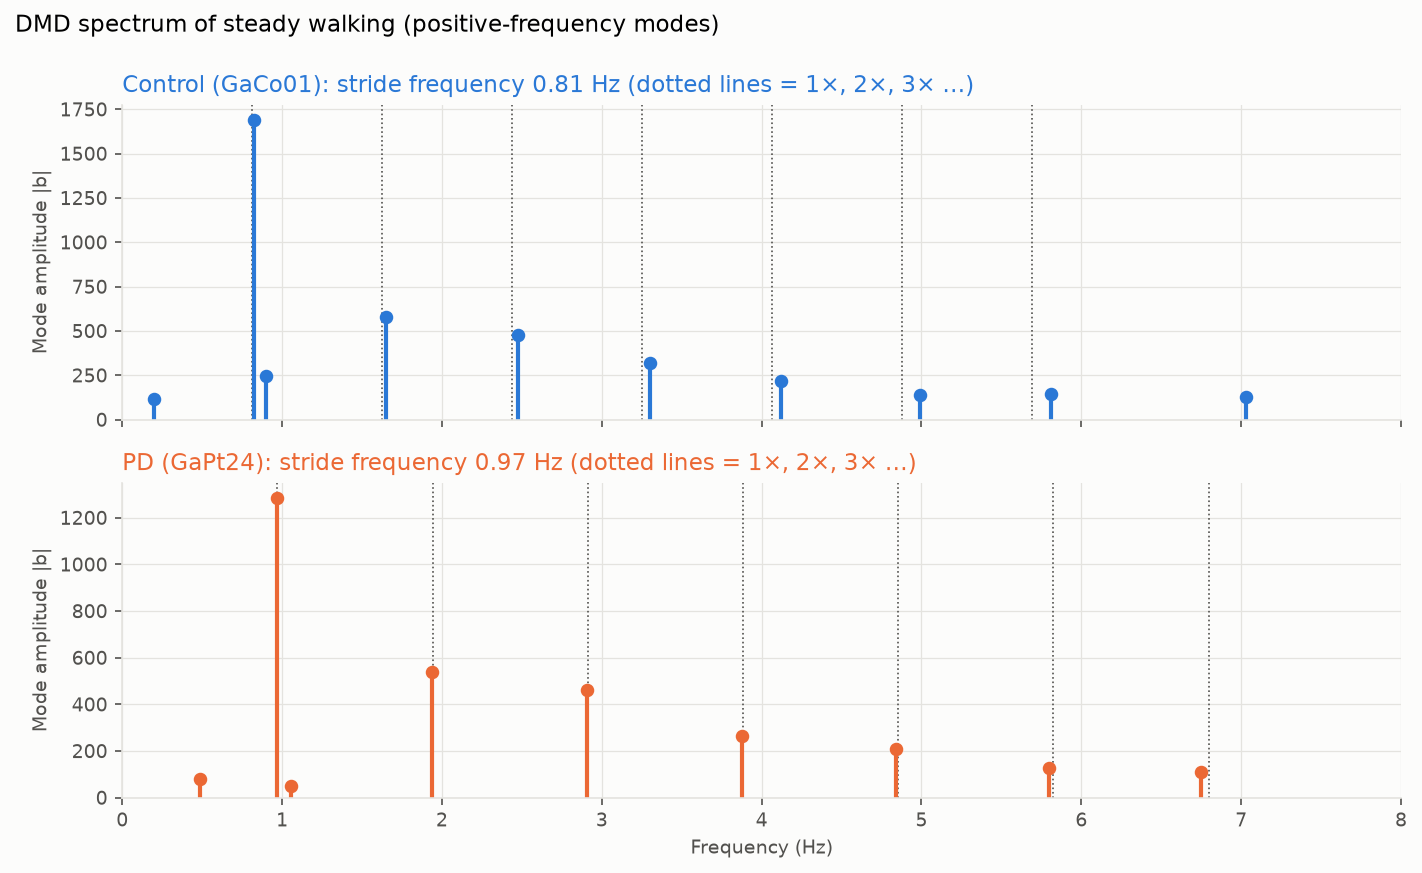 DMD spectrum of steady walking (positive-frequency modes)
Control (GaCo01): stride frequency 0.81 Hz (dotted lines = 1×, 2×, 3× ...)
Mode amplitude |b|
1750
1500
1250
1000
750
500
250
0
PD (GaPt24): stride frequency 0.97 Hz (dotted lines = 1×, 2×, 3× ...)
Mode amplitude |b|
1200
1000
800
600
400
200
0
0 1 2 3 4 5 6 7 8
Frequency (Hz)